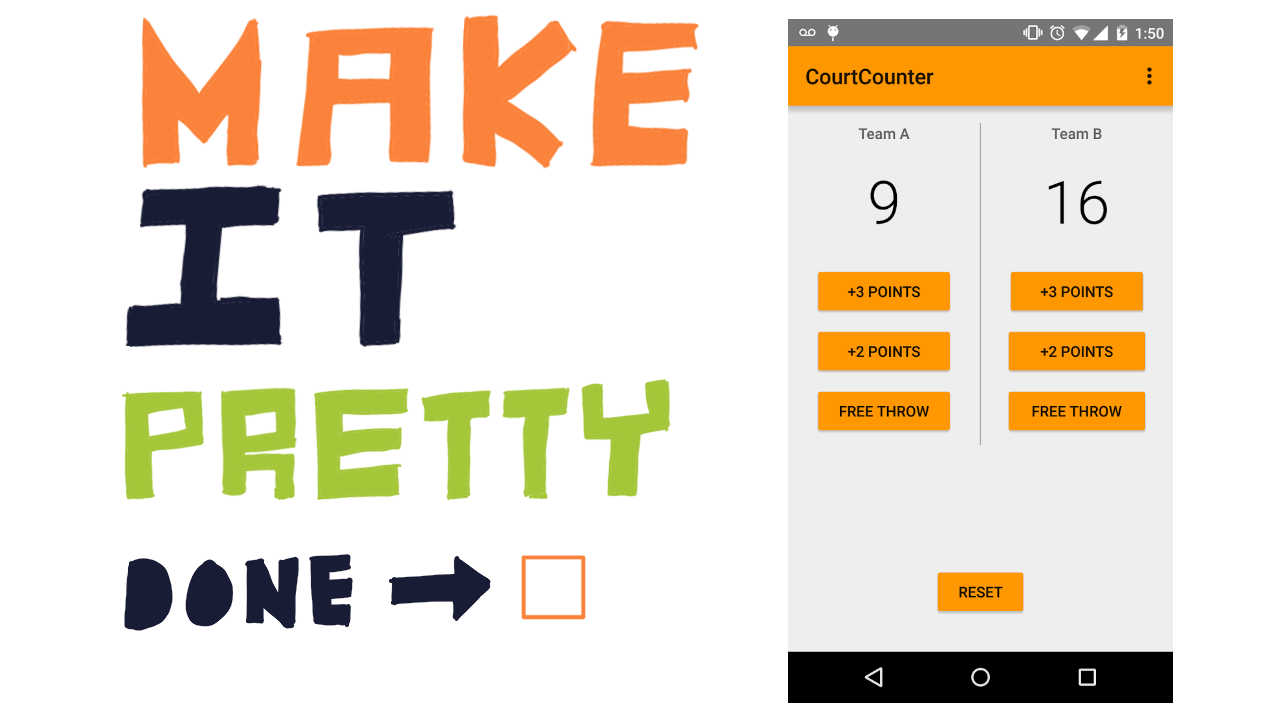 MAKE
IT
PRETTY
DONE
1:50
CourtCounter
Team A
Team B
9
16
+3 POINTS
+3 POINTS
+2 POINTS
+2 POINTS
FREE THROW
FREE THROW
RESET